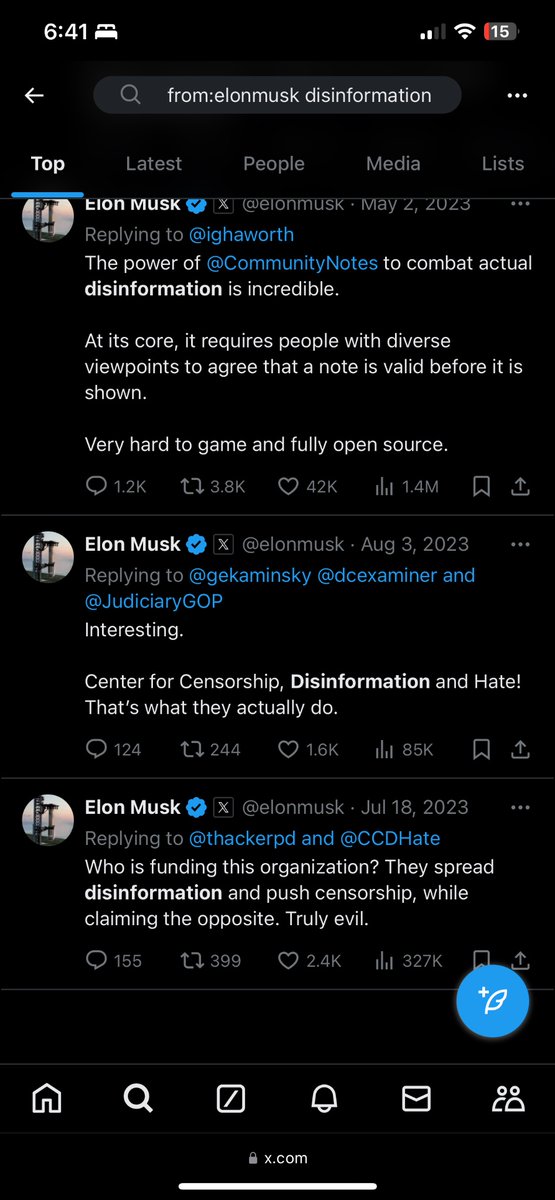 6:41
15
from:elonmusk disinformation
Top Latest People Media Lists
Elon Musk X @elonmusk · May 2, 2023
Replying to @ighaworth
The power of @CommunityNotes to combat actual
disinformation is incredible.
At its core, it requires people with diverse
viewpoints to agree that a note is valid before it is
shown.
Very hard to game and fully open source.
1.2K 3.8K 42K 1.4M
Elon Musk X @elonmusk · Aug 3, 2023
Replying to @gekaminsky @dcexaminer and
@JudiciaryGOP
Interesting.
Center for Censorship, Disinformation and Hate!
That’s what they actually do.
124 244 1.6K 85K
Elon Musk X @elonmusk · Jul 18, 2023
Replying to @thackerpd and @CCDHate
Who is funding this organization? They spread
disinformation and push censorship, while
claiming the opposite. Truly evil.
155 399 2.4K 327K
x.com